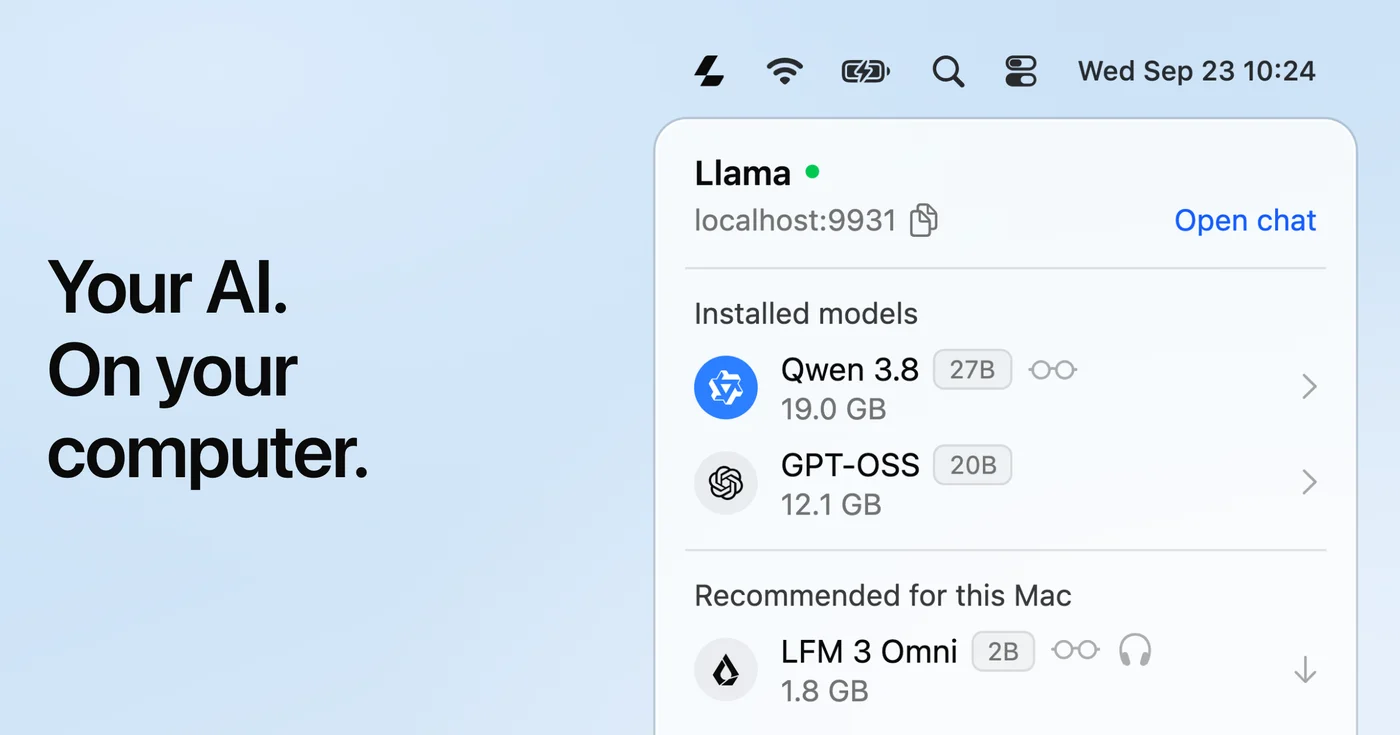 Wed Sep 23 10:24
Your AI.
On your
computer.
Llama
localhost:9931
Open chat
Installed models
Qwen 3.8 27B
19.0 GB
GPT-OSS 20B
12.1 GB
Recommended for this Mac
LFM 3 Omni 2B
1.8 GB